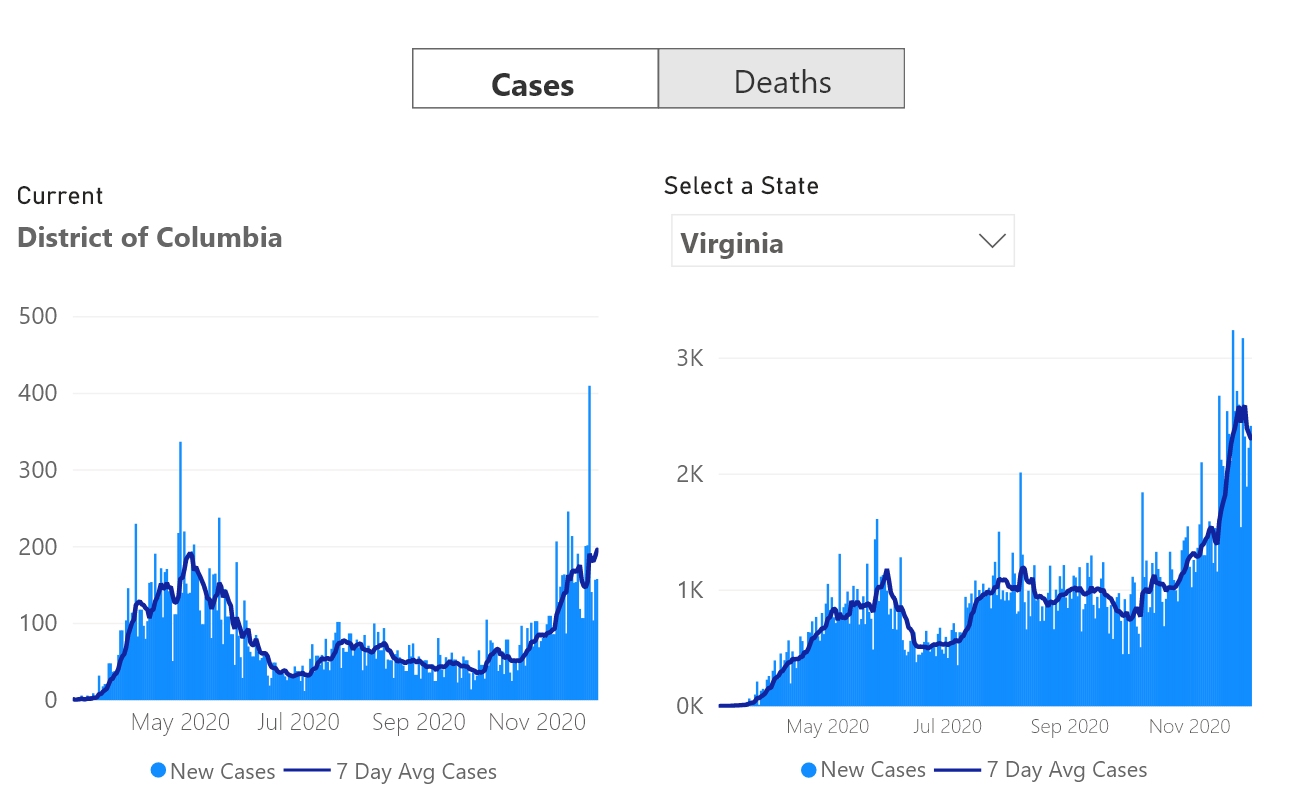 Cases
Deaths
Current
District of Columbia
Select a State
Virginia
500
400
300
200
100
0
May 2020 Jul 2020 Sep 2020 Nov 2020
New Cases 7 Day Avg Cases
3K
2K
1K
0K
May 2020 Jul 2020 Sep 2020 Nov 2020
New Cases 7 Day Avg Cases